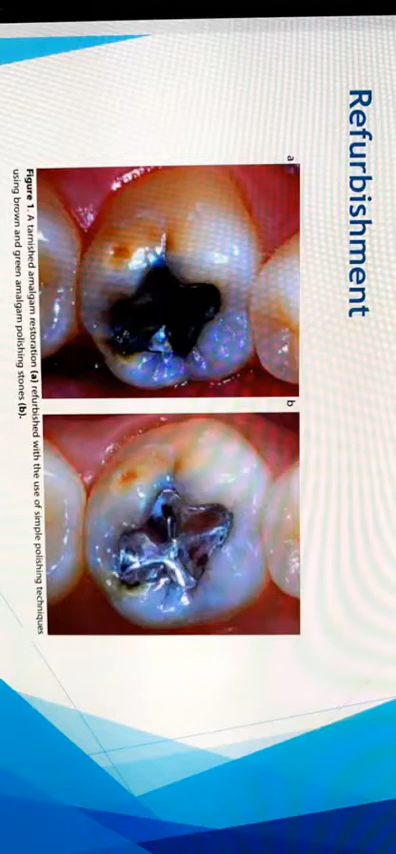 Refurbishment
a
b
Figure 1. A tarnished amalgam restoration (a) refurbished with the use of simple polishing techniques
using brown and green amalgam polishing stones (b).